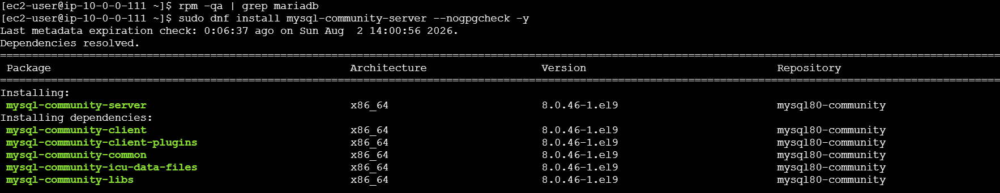 [ec2-user@ip-10-0-0-111 ~]$ rpm -qa | grep mariadb
[ec2-user@ip-10-0-0-111 ~]$ sudo dnf install mysql-community-server --nogpgcheck -y
Last metadata expiration check: 0:06:37 ago on Sun Aug  2 14:00:56 2026.
Dependencies resolved.
================================================================================
Package Architecture Version Repository
================================================================================
Installing:
mysql-community-server x86_64 8.0.46-1.el9 mysql80-community
Installing dependencies:
mysql-community-client x86_64 8.0.46-1.el9 mysql80-community
mysql-community-client-plugins x86_64 8.0.46-1.el9 mysql80-community
mysql-community-common x86_64 8.0.46-1.el9 mysql80-community
mysql-community-icu-data-files x86_64 8.0.46-1.el9 mysql80-community
mysql-community-libs x86_64 8.0.46-1.el9 mysql80-community